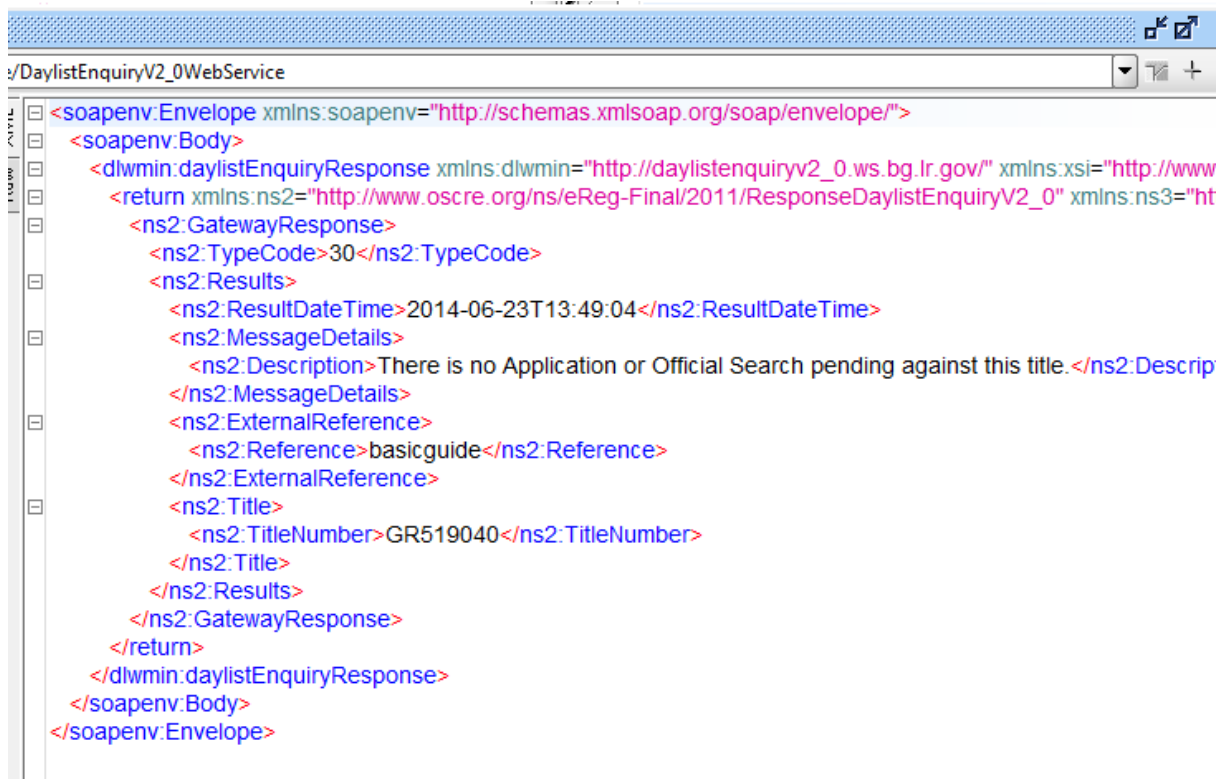 e/DaylistEnquiryV2_0WebService
<soapenv:Envelope xmlns:soapenv="http://schemas.xmlsoap.org/soap/envelope/">
<soapenv:Body>
<dlwmin:daylistEnquiryResponse xmlns:dlwmin="http://daylistenquiryv2_0.ws.bg.lr.gov/" xmlns:xsi="http://www
<return xmlns:ns2="http://www.oscre.org/ns/eReg-Final/2011/ResponseDaylistEnquiryV2_0" xmlns:ns3="ht
<ns2:GatewayResponse>
<ns2:TypeCode>30</ns2:TypeCode>
<ns2:Results>
<ns2:ResultDateTime>2014-06-23T13:49:04</ns2:ResultDateTime>
<ns2:MessageDetails>
<ns2:Description>There is no Application or Official Search pending against this title.</ns2:Descrip
</ns2:MessageDetails>
<ns2:ExternalReference>
<ns2:Reference>basicguide</ns2:Reference>
</ns2:ExternalReference>
<ns2:Title>
<ns2:TitleNumber>GR519040</ns2:TitleNumber>
</ns2:Title>
</ns2:Results>
</ns2:GatewayResponse>
</return>
</dlwmin:daylistEnquiryResponse>
</soapenv:Body>
</soapenv:Envelope>